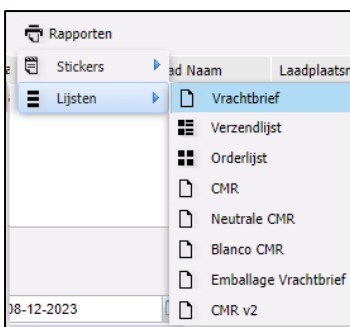 Rapporten
Stickers
ad Naam
Laadplaatsn
Lijsten
Vrachtbrief
Verzendlijst
Orderlijst
CMR
Neutrale CMR
Blanco CMR
Emballage Vrachtbrief
08-12-2023
CMR v2